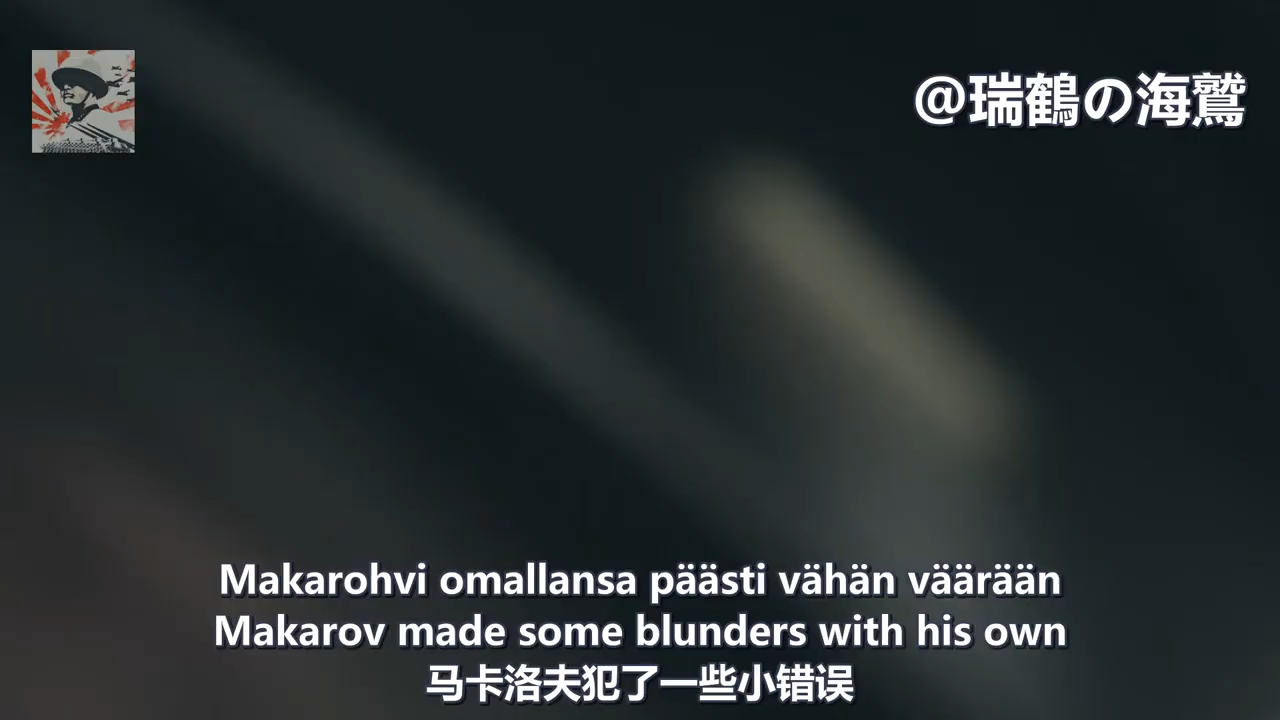 @瑞鶴の海鷲
Makarohvi omallansa päästi vähän väärään
Makarov made some blunders with his own
马卡洛夫犯了一些小错误